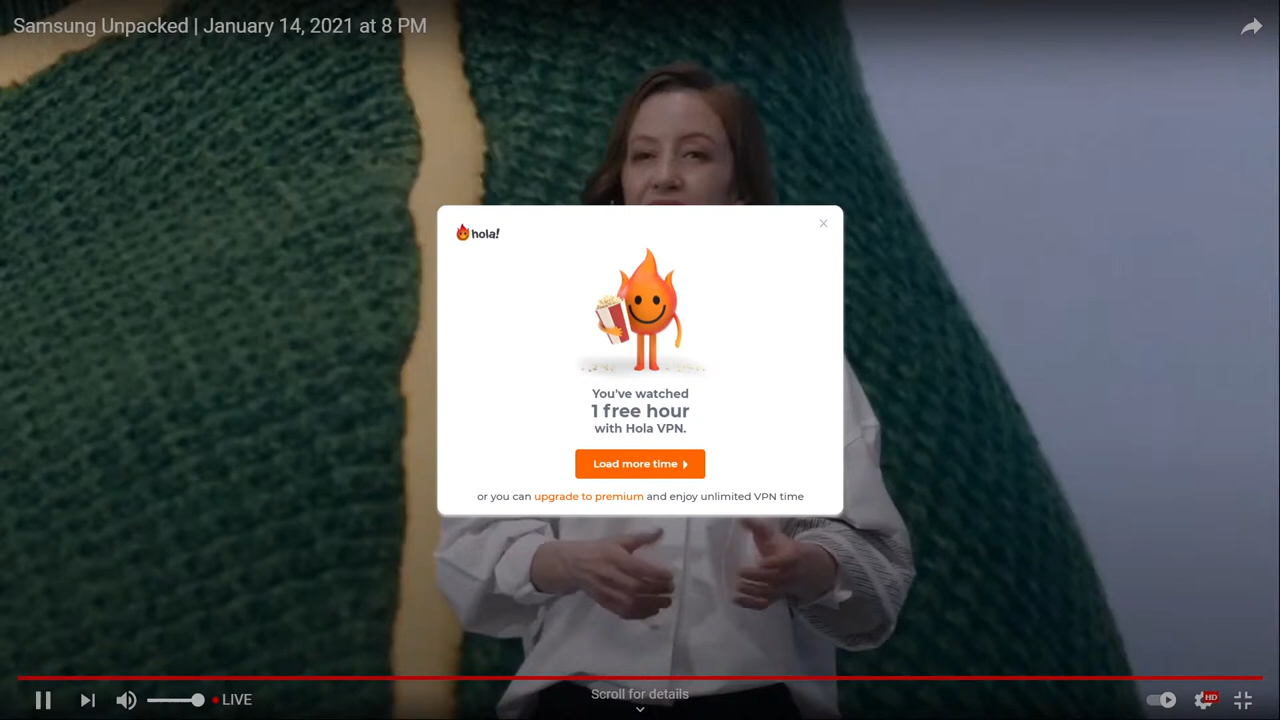 Samsung Unpacked | January 14, 2021 at 8 PM
hola!
You've watched
1 free hour
with Hola VPN.
Load more time
or you can upgrade to premium and enjoy unlimited VPN time
Scroll for details
LIVE
HD